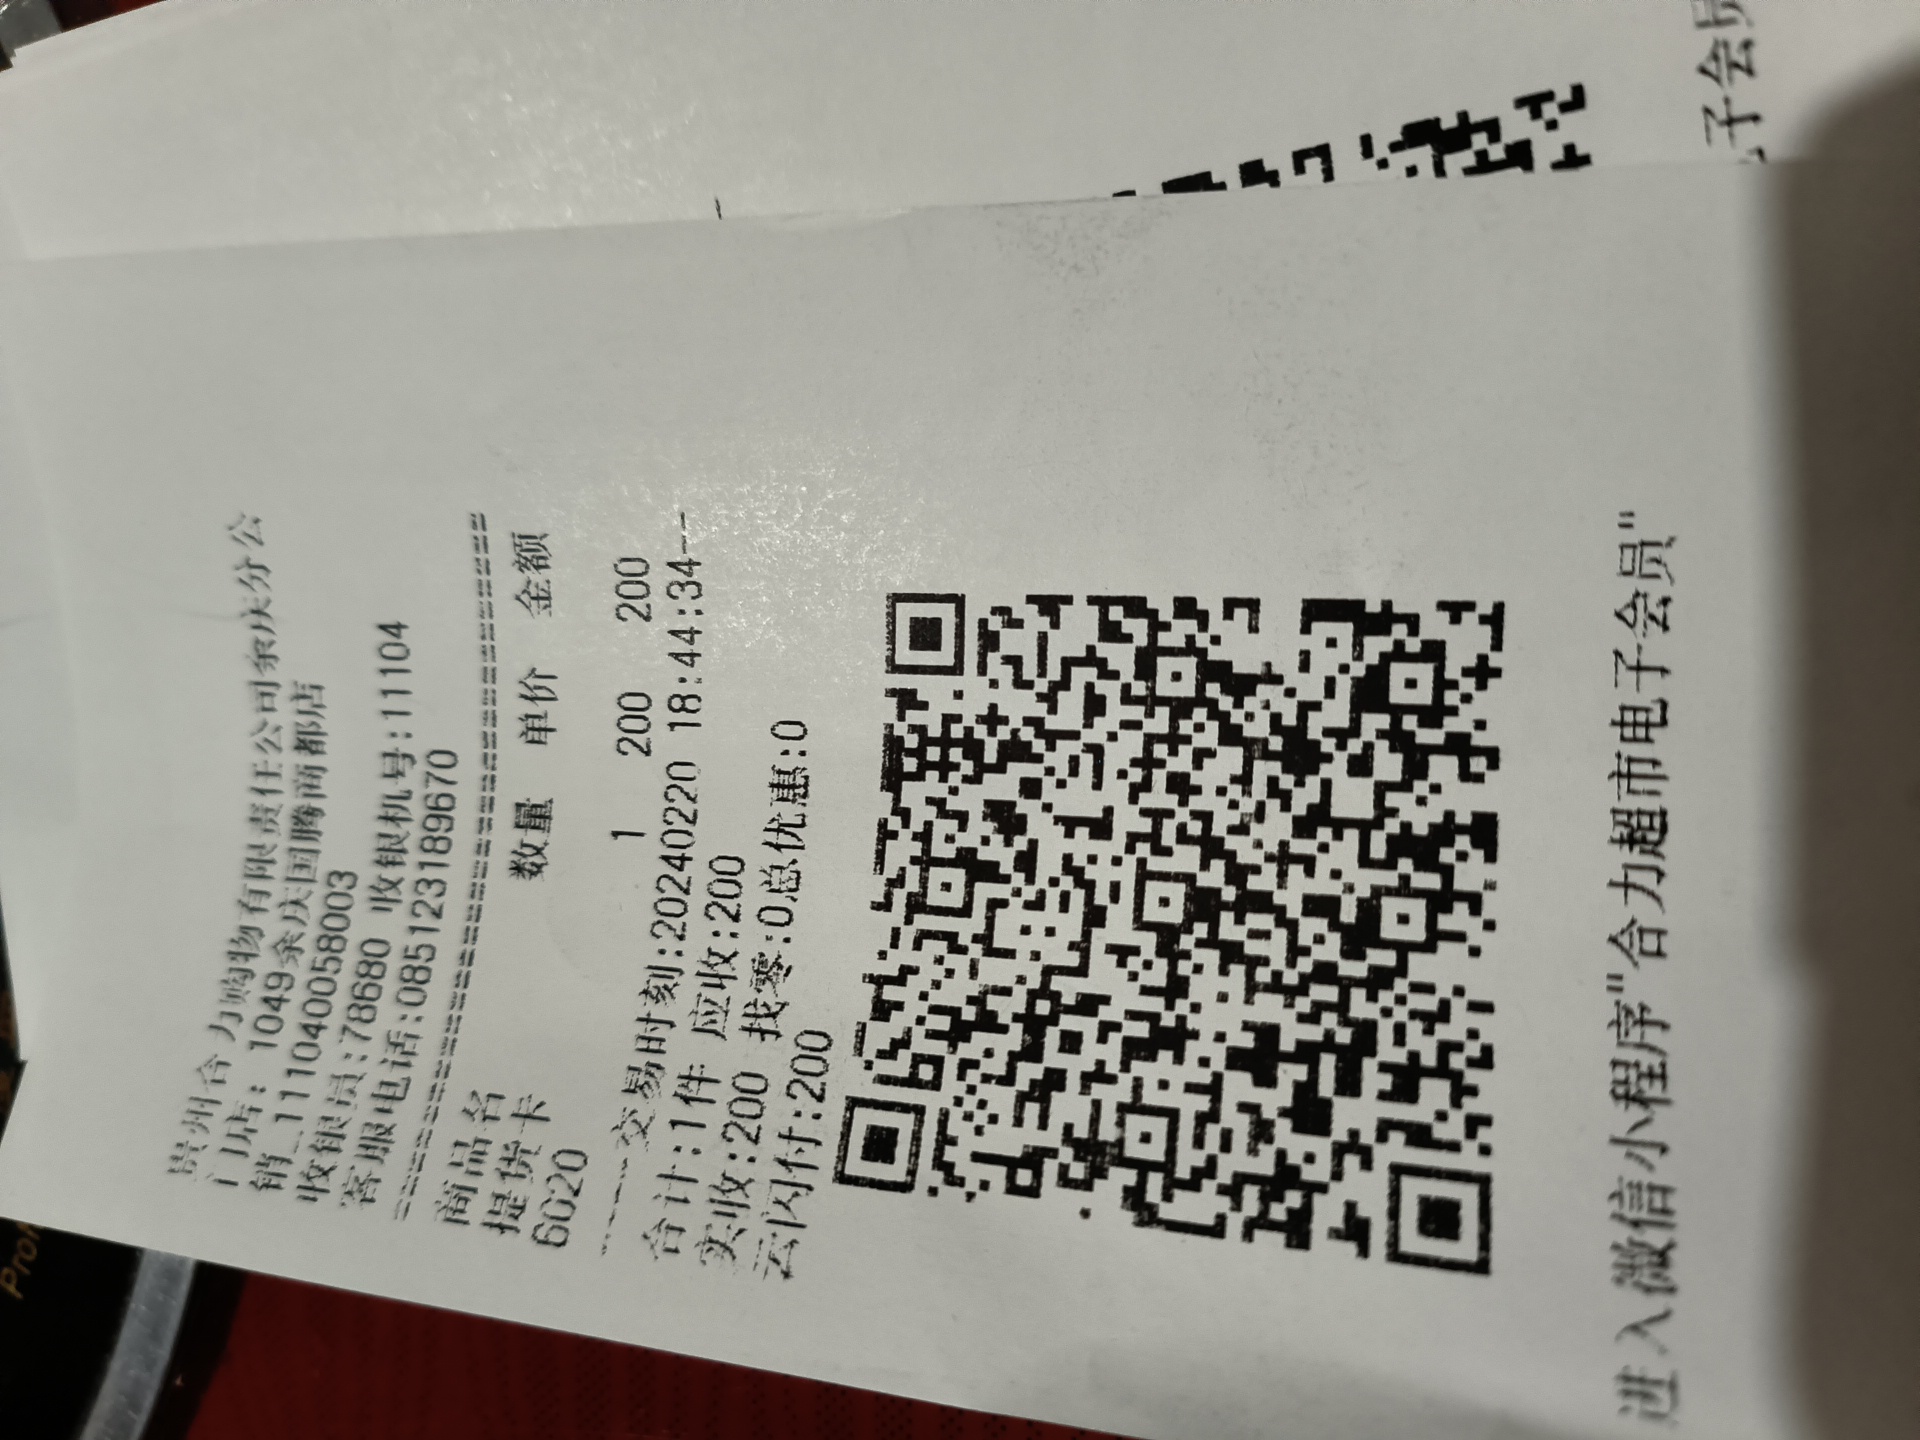 贵州合力购物有限责任公司余庆分公
门店: 1049余庆国腾商都店
销_11110400580003
收银员:78680 收银机号:11104
客服电话:085123189670
================================
商品名 数量 单价 金额
提货卡
6020 1 200 200
-----交易时刻:20240220 18:44:34---
合计:1件 应收:200
实收:200 找零:0总优惠:0
云闪付:200
进入微信小程序"合力超市电子会员"
子会员